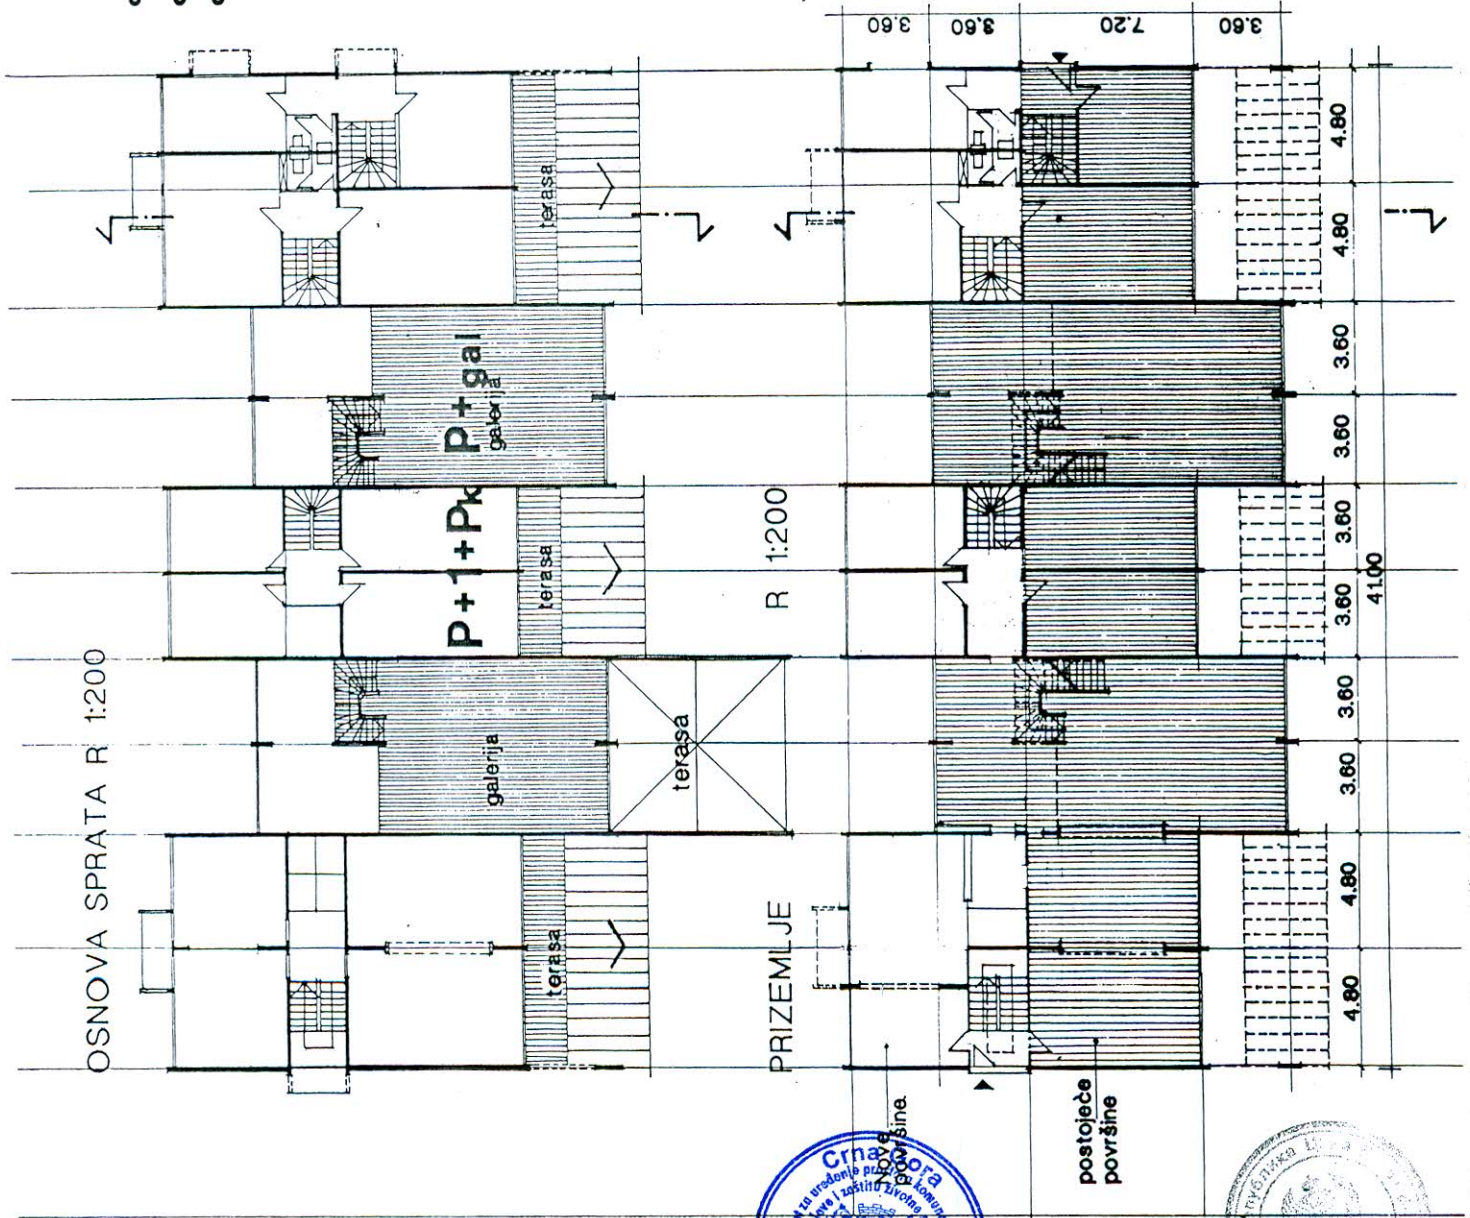 3.60
3.60
7.20
3.60
OSNOVA SPRATA R 1:200
terasa
galerija
terasa
P+1+Pk
terasa
P+gal
galerija
terasa
PRIZEMLJE
R 1:200
4.80
4.80
3.60
3.60
3.60
3.60
3.60
3.60
4.80
4.80
41.00
Nove
površine
postojeće
površine
Crna Gora